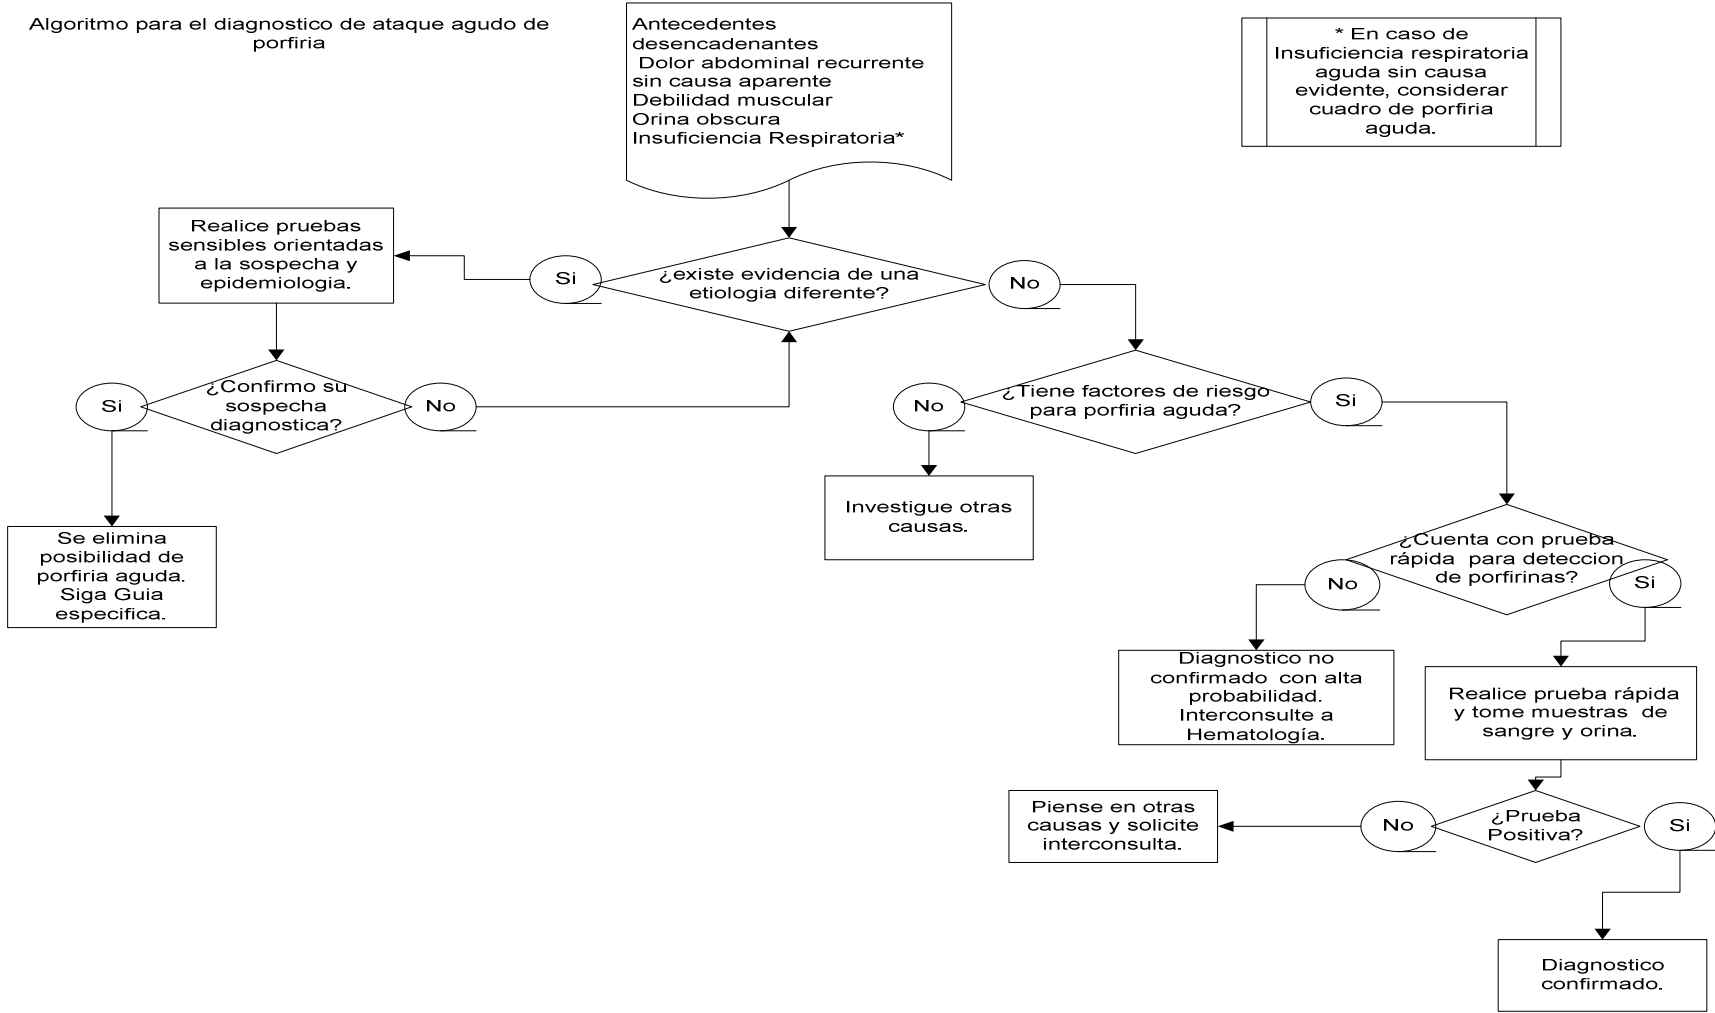 Algoritmo para el diagnostico de ataque agudo de
porfiria
Antecedentes
desencadenantes
Dolor abdominal recurrente
sin causa aparente
Debilidad muscular
Orina obscura
Insuficiencia Respiratoria*
* En caso de
Insuficiencia respiratoria
aguda sin causa
evidente, considerar
cuadro de porfiria
aguda.
Realice pruebas
sensibles orientadas
a la sospecha y
epidemiologia.
Si
¿existe evidencia de una
etiologia diferente?
No
Si
¿Confirmo su
sospecha
diagnostica?
No
No
¿Tiene factores de riesgo
para porfiria aguda?
Si
Se elimina
posibilidad de
porfiria aguda.
Siga Guia
especifica.
Investigue otras
causas.
¿Cuenta con prueba
rápida para deteccion
de porfirinas?
No
Si
Diagnostico no
confirmado con alta
probabilidad.
Interconsulte a
Hematología.
Realice prueba rápida
y tome muestras de
sangre y orina.
Piense en otras
causas y solicite
interconsulta.
No
¿Prueba
Positiva?
Si
Diagnostico
confirmado.